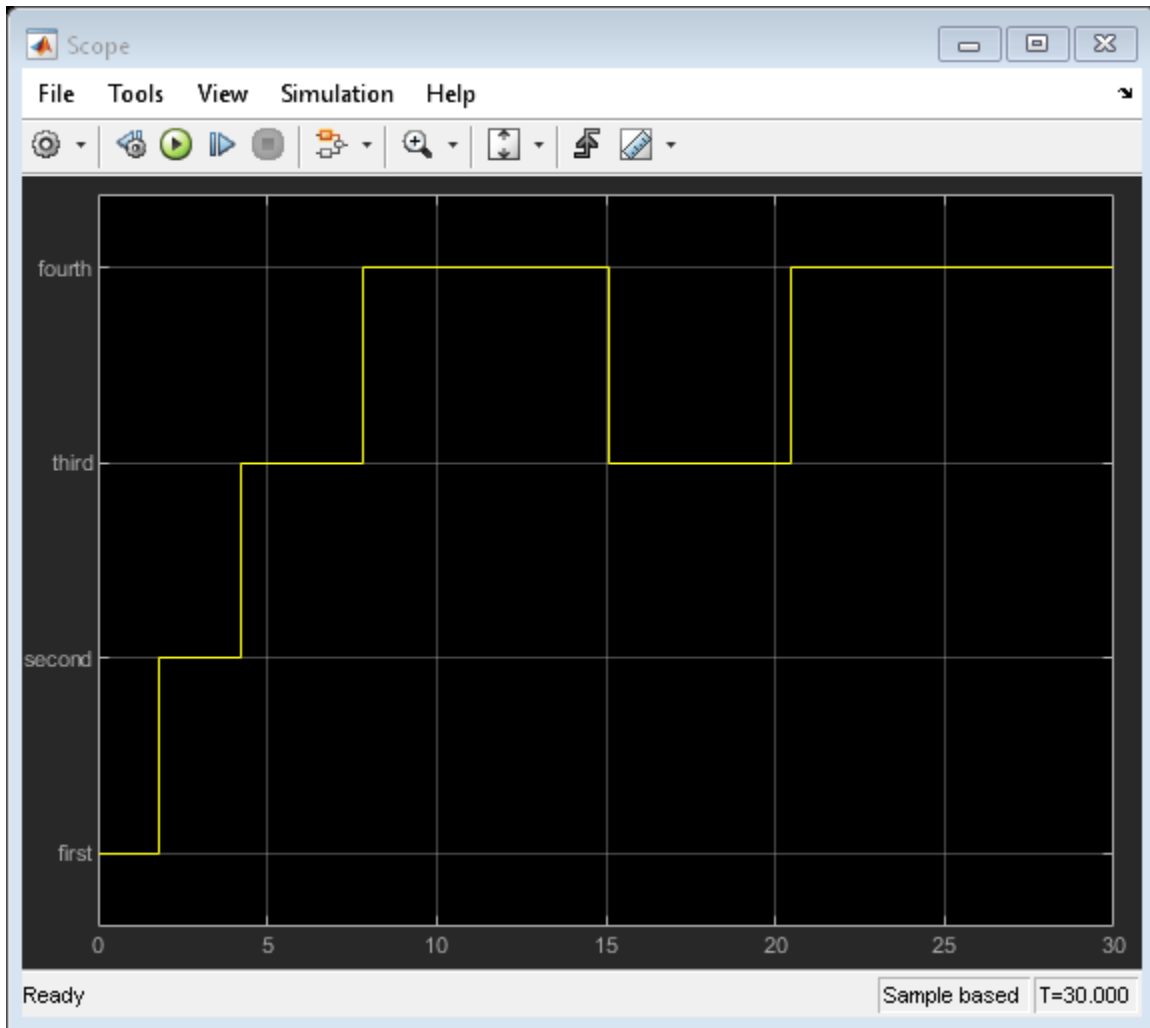 Scope
File Tools View Simulation Help
fourth
third
second
first
0 5 10 15 20 25 30
Ready Sample based T=30.000